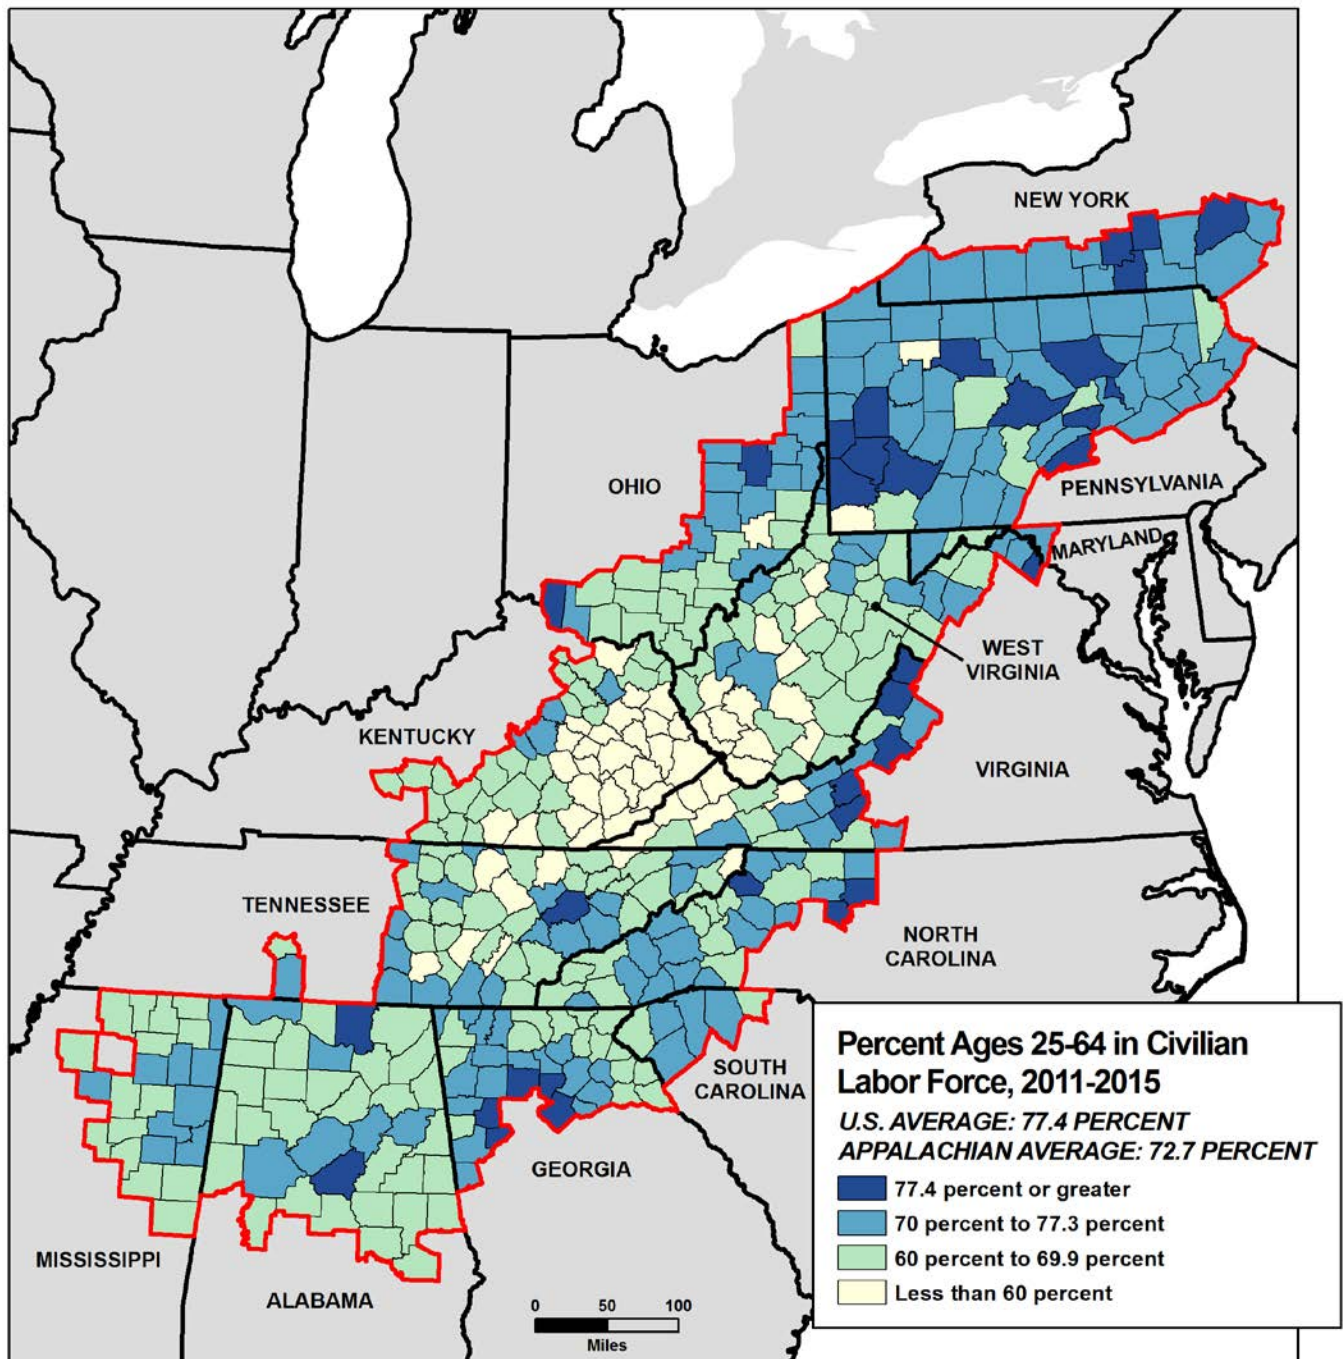 NEW YORK
OHIO
PENNSYLVANIA
MARYLAND
WEST
VIRGINIA
KENTUCKY
VIRGINIA
TENNESSEE
NORTH
CAROLINA
SOUTH
CAROLINA
GEORGIA
MISSISSIPPI
ALABAMA
0 50 100
Miles
Percent Ages 25-64 in Civilian
Labor Force, 2011-2015
U.S. AVERAGE: 77.4 PERCENT
APPALACHIAN AVERAGE: 72.7 PERCENT
77.4 percent or greater
70 percent to 77.3 percent
60 percent to 69.9 percent
Less than 60 percent